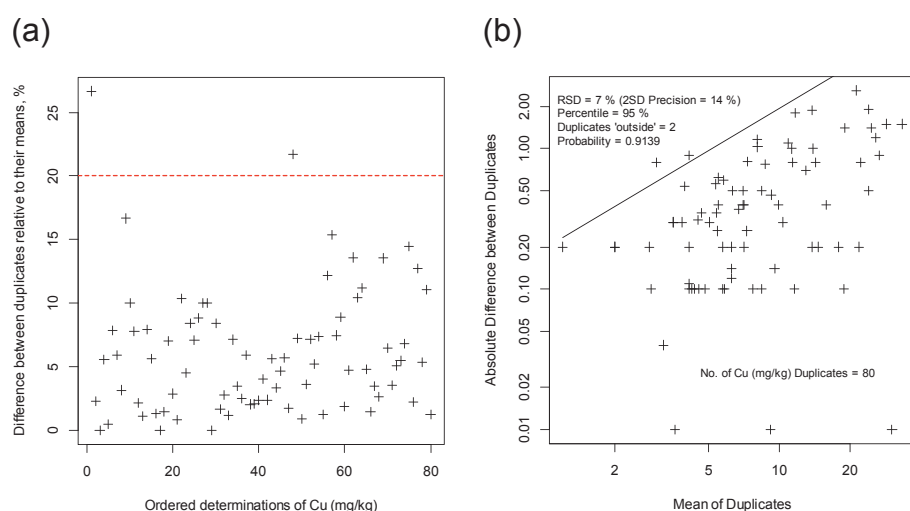 (a)
(b)
Difference between duplicates relative to their means, %
0
5
10
15
20
25
0
20
40
60
80
Ordered determinations of Cu (mg/kg)
Absolute Difference between Duplicates
0.01
0.02
0.05
0.10
0.20
0.50
1.00
2.00
RSD = 7 % (2SD Precision = 14 %)
Percentile = 95 %
Duplicates 'outside' = 2
Probability = 0.9139
No. of Cu (mg/kg) Duplicates = 80
2
5
10
20
Mean of Duplicates